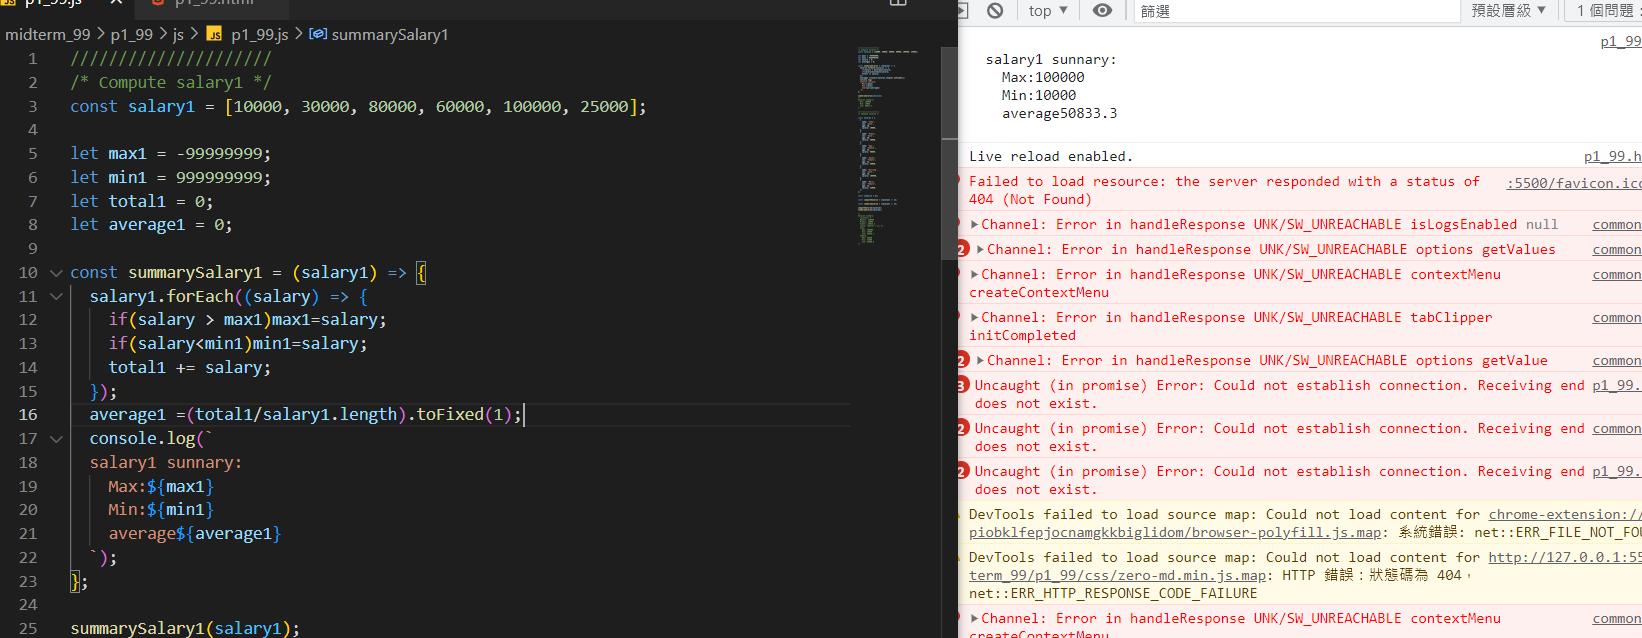 p1_99.js
p1_99.html
midterm_99 > p1_99 > js > JS p1_99.js > summarySalary1
1 /////////////////////
2 /* Compute salary1 */
3 const salary1 = [10000, 30000, 80000, 60000, 100000, 25000];
4
5 let max1 = -99999999;
6 let min1 = 999999999;
7 let total1 = 0;
8 let average1 = 0;
9
10 const summarySalary1 = (salary1) => {
11 salary1.forEach((salary) => {
12 if(salary > max1)max1=salary;
13 if(salary<min1)min1=salary;
14 total1 += salary;
15 });
16 average1 =(total1/salary1.length).toFixed(1);
17 console.log(`
18 salary1 sunnary:
19 Max:${max1}
20 Min:${min1}
21 average${average1}
22 `);
23 };
24
25 summarySalary1(salary1);
top 篩選 預設層級 1 個問題:
p1_99
salary1 sunnary:
Max:100000
Min:10000
average50833.3
Live reload enabled. p1_99.h
Failed to load resource: the server responded with a status of :5500/favicon.ico
404 (Not Found)
Channel: Error in handleResponse UNK/SW_UNREACHABLE isLogsEnabled null common
2 Channel: Error in handleResponse UNK/SW_UNREACHABLE options getValues common
Channel: Error in handleResponse UNK/SW_UNREACHABLE contextMenu common
createContextMenu
Channel: Error in handleResponse UNK/SW_UNREACHABLE tabClipper common
initCompleted
2 Channel: Error in handleResponse UNK/SW_UNREACHABLE options getValue common
3 Uncaught (in promise) Error: Could not establish connection. Receiving end p1_99.
does not exist.
2 Uncaught (in promise) Error: Could not establish connection. Receiving end common
does not exist.
2 Uncaught (in promise) Error: Could not establish connection. Receiving end p1_99.
does not exist.
DevTools failed to load source map: Could not load content for chrome-extension://
piobklfepjocnamgkkbiglidom/browser-polyfill.js.map: 系統錯誤: net::ERR_FILE_NOT_FOU
DevTools failed to load source map: Could not load content for http://127.0.0.1:55
term_99/p1_99/css/zero-md.min.js.map: HTTP 錯誤：狀態碼為 404，
net::ERR_HTTP_RESPONSE_CODE_FAILURE
Channel: Error in handleResponse UNK/SW_UNREACHABLE contextMenu common
createContextMenu